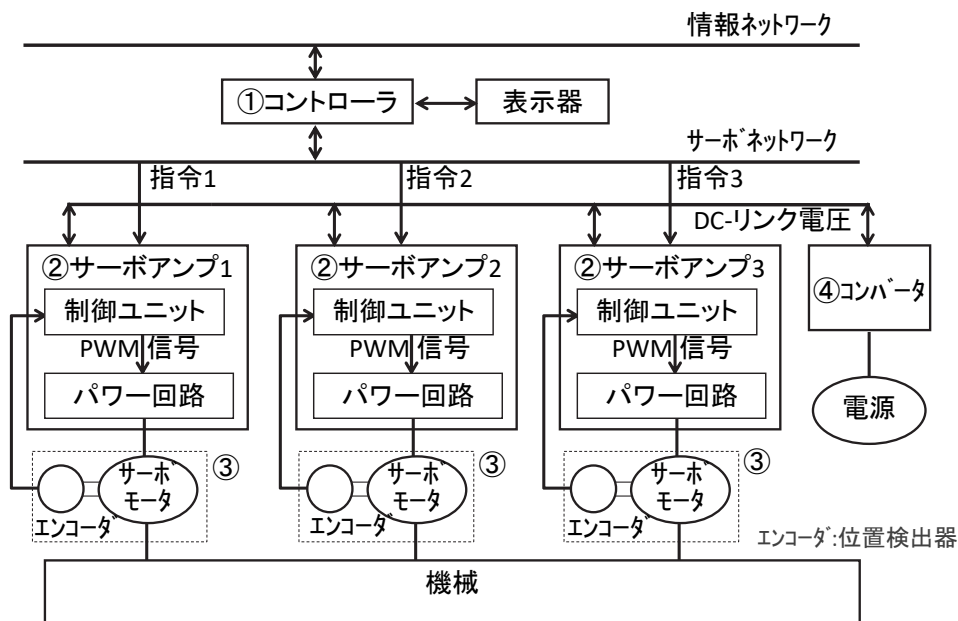 情報ネットワーク
①コントローラ
表示器
サーボネットワーク
指令1
指令2
指令3
DC-リンク電圧
②サーボアンプ1
制御ユニット
PWM信号
パワー回路
②サーボアンプ2
制御ユニット
PWM信号
パワー回路
②サーボアンプ3
制御ユニット
PWM信号
パワー回路
④コンバータ
電源
③
サーボ
モータ
エンコーダ
③
サーボ
モータ
エンコーダ
③
サーボ
モータ
エンコーダ
エンコーダ:位置検出器
機械